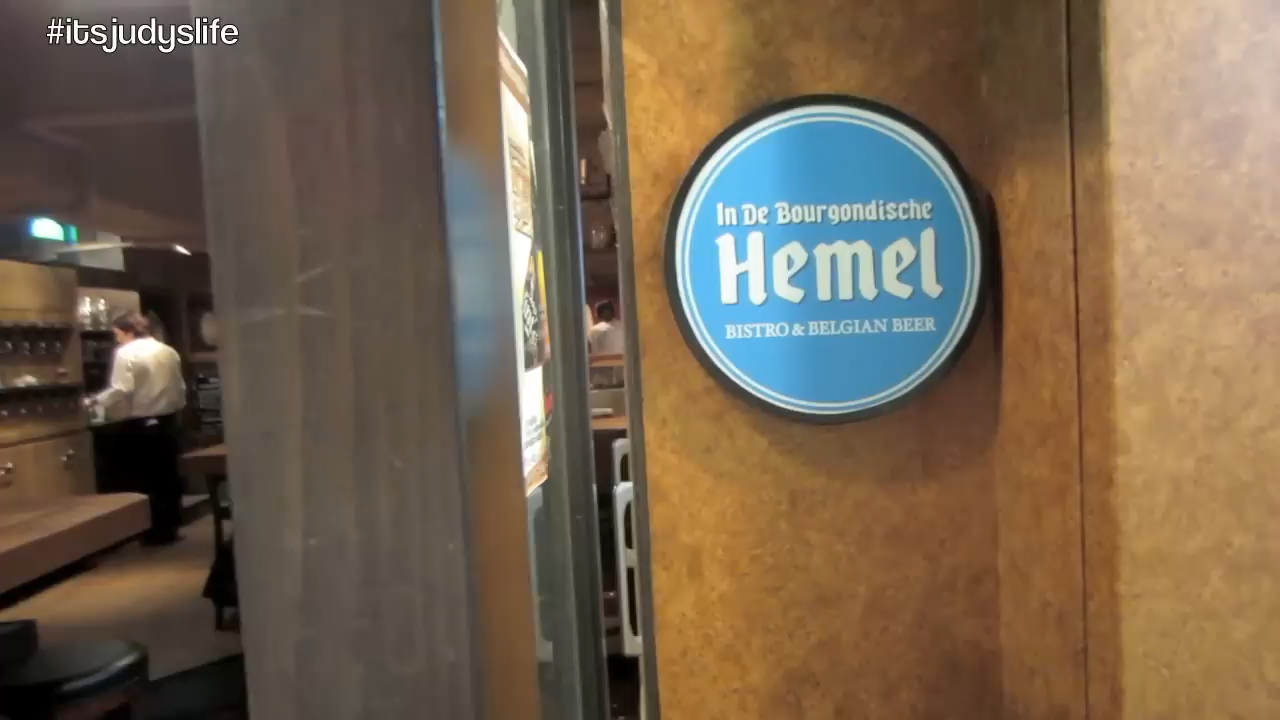 #itsjudyslife
In De Bourgondische
Hemel
BISTRO & BELGIAN BEER